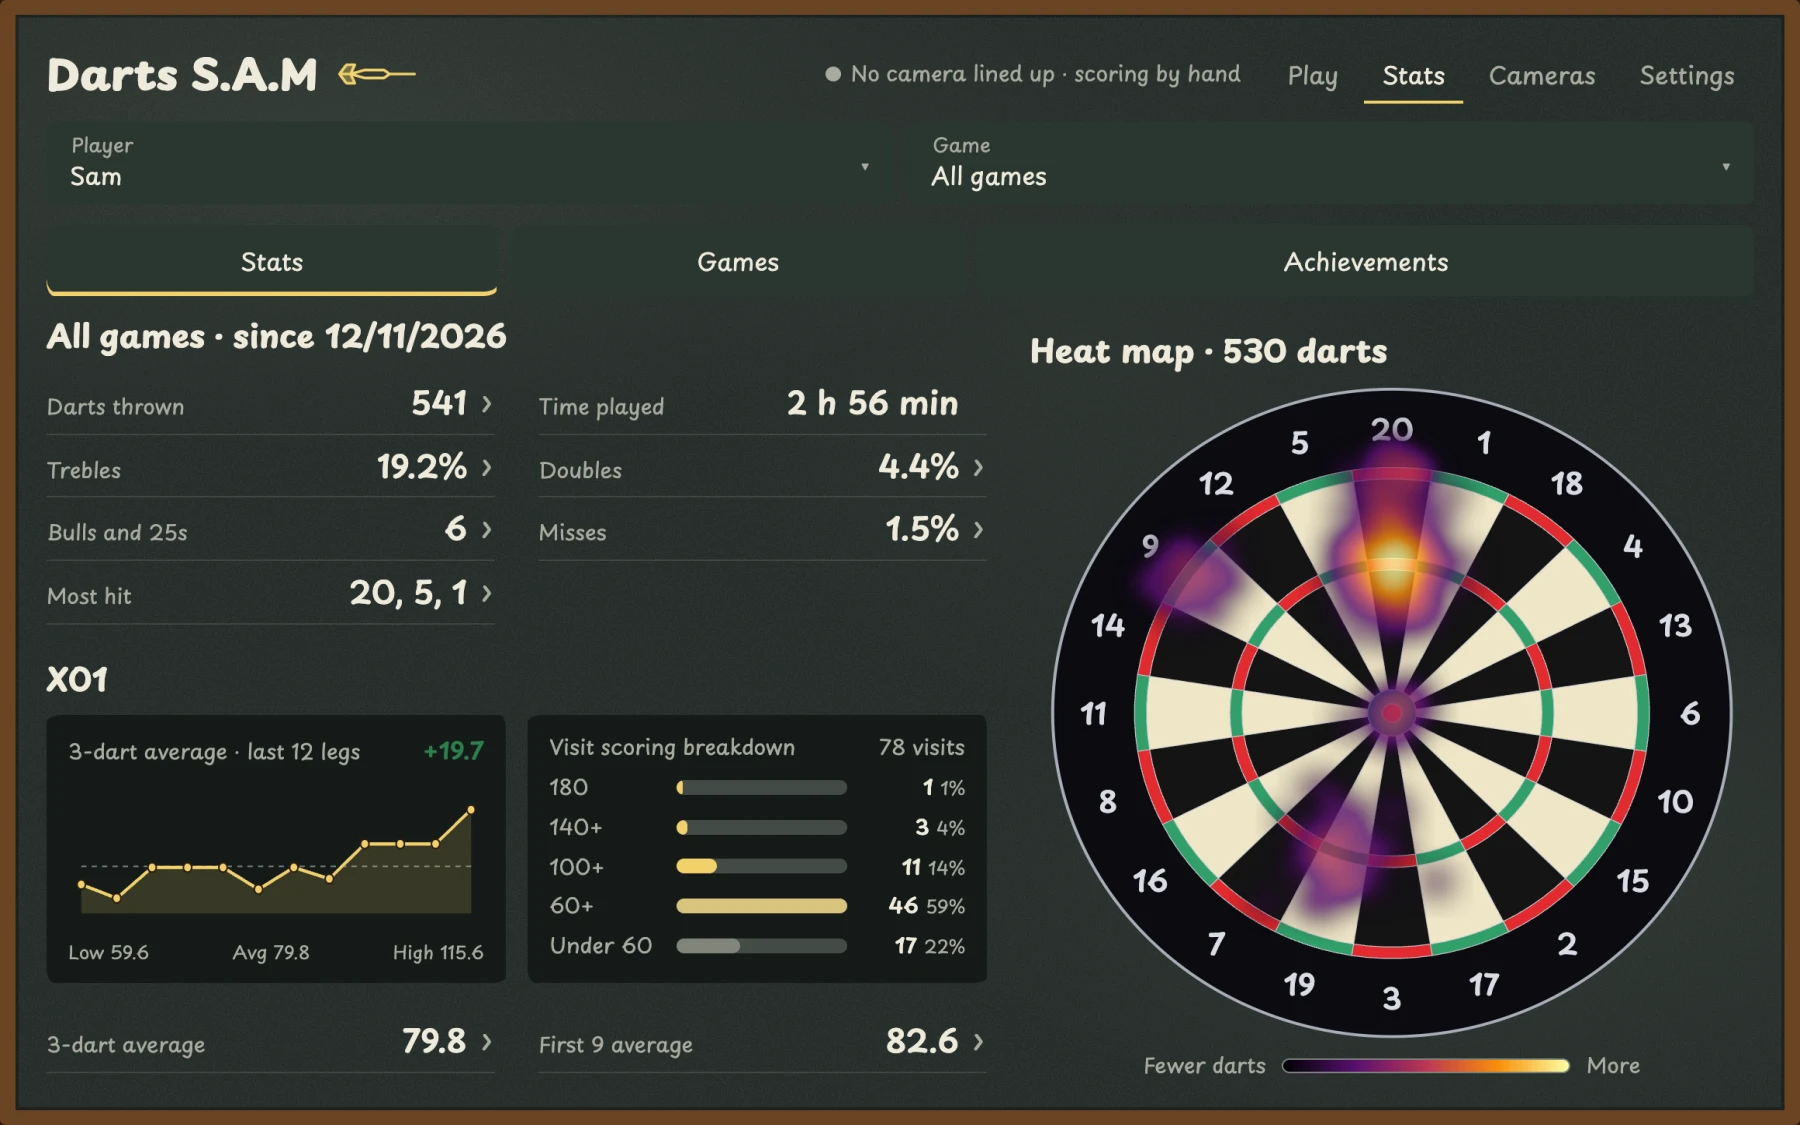 Darts S.A.M
No camera lined up · scoring by hand
Play
Stats
Cameras
Settings
Player
Sam
Game
All games
Stats
Games
Achievements
All games · since 12/11/2026
Darts thrown 541
Time played 2 h 56 min
Trebles 19.2%
Doubles 4.4%
Bulls and 25s 6
Misses 1.5%
Most hit 20, 5, 1
X01
3-dart average · last 12 legs +19.7
Low 59.6 Avg 79.8 High 115.6
Visit scoring breakdown 78 visits
180 1 1%
140+ 3 4%
100+ 11 14%
60+ 46 59%
Under 60 17 22%
3-dart average 79.8
First 9 average 82.6
Heat map · 530 darts
20
1
18
4
13
6
10
15
2
17
3
19
7
16
8
11
14
9
12
5
Fewer darts
More